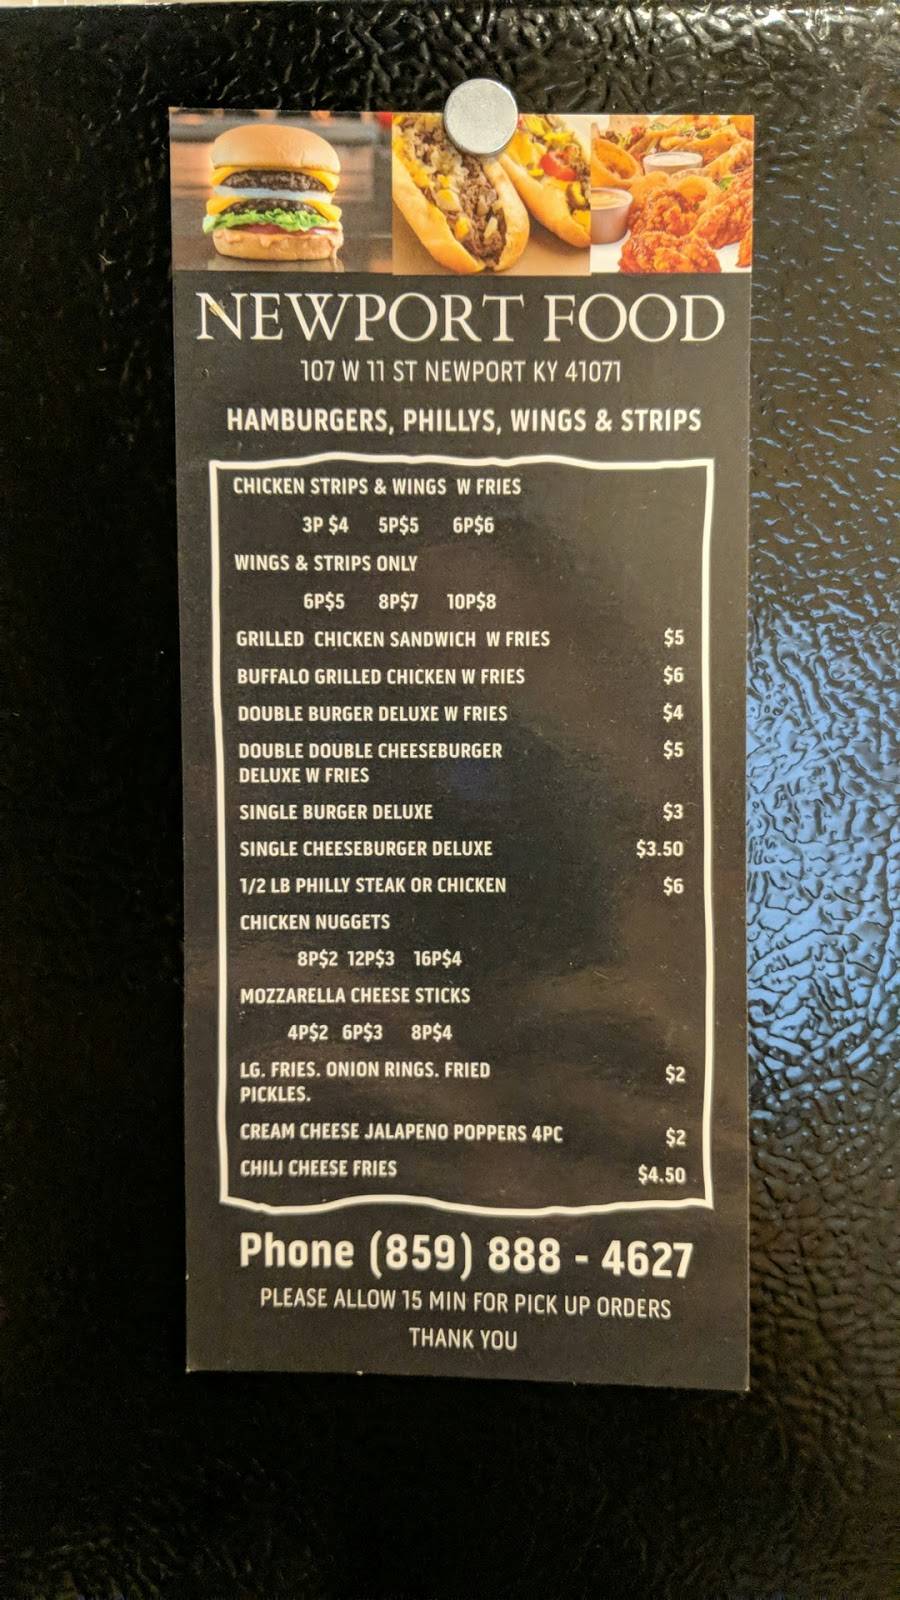 NEWPORT FOOD
107 W 11 ST NEWPORT KY 41071
HAMBURGERS, PHILLYS, WINGS & STRIPS
CHICKEN STRIPS & WINGS W FRIES
3P $4 5P$5 6P$6
WINGS & STRIPS ONLY
6P$5 8P$7 10P$8
GRILLED CHICKEN SANDWICH W FRIES $5
BUFFALO GRILLED CHICKEN W FRIES $6
DOUBLE BURGER DELUXE W FRIES $4
DOUBLE DOUBLE CHEESEBURGER $5
DELUXE W FRIES
SINGLE BURGER DELUXE $3
SINGLE CHEESEBURGER DELUXE $3.50
1/2 LB PHILLY STEAK OR CHICKEN $6
CHICKEN NUGGETS
8P$2 12P$3 16P$4
MOZZARELLA CHEESE STICKS
4P$2 6P$3 8P$4
LG. FRIES. ONION RINGS. FRIED $2
PICKLES.
CREAM CHEESE JALAPENO POPPERS 4PC $2
CHILI CHEESE FRIES $4.50
Phone (859) 888 - 4627
PLEASE ALLOW 15 MIN FOR PICK UP ORDERS
THANK YOU